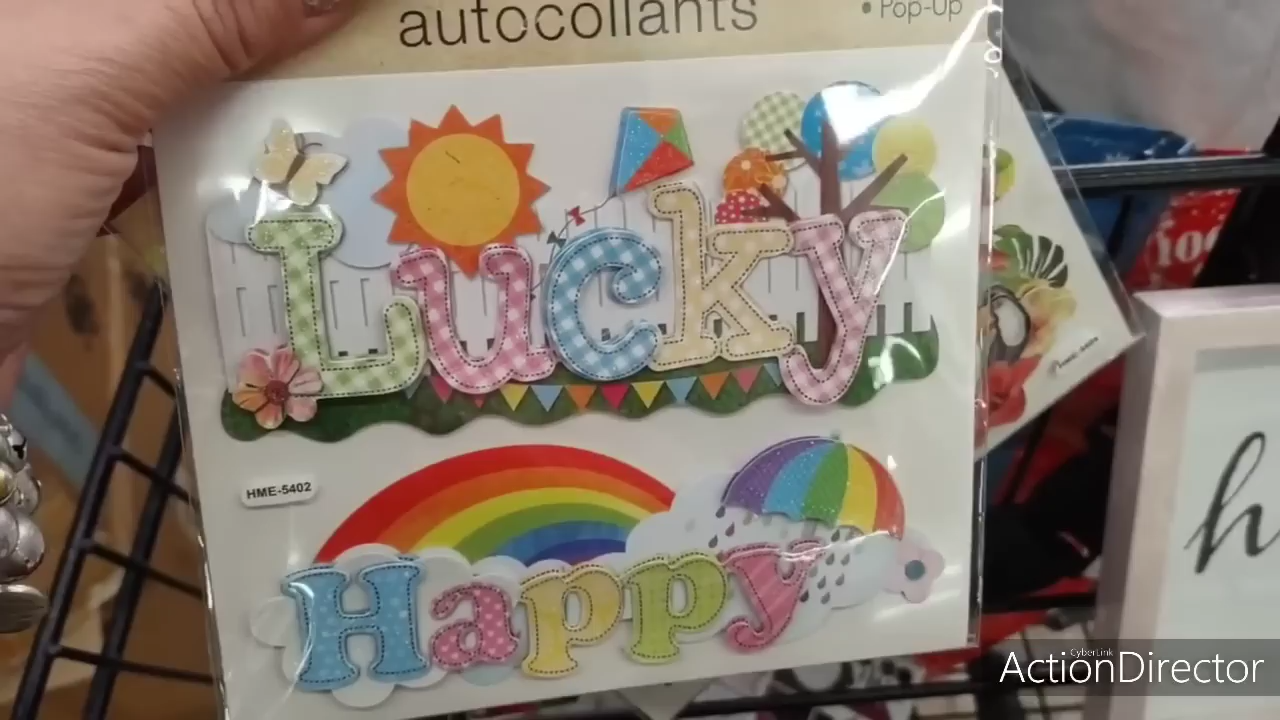 autocollants
• Pop-Up
Lucky
HME-5402
Happy
h
CyberLink
ActionDirector